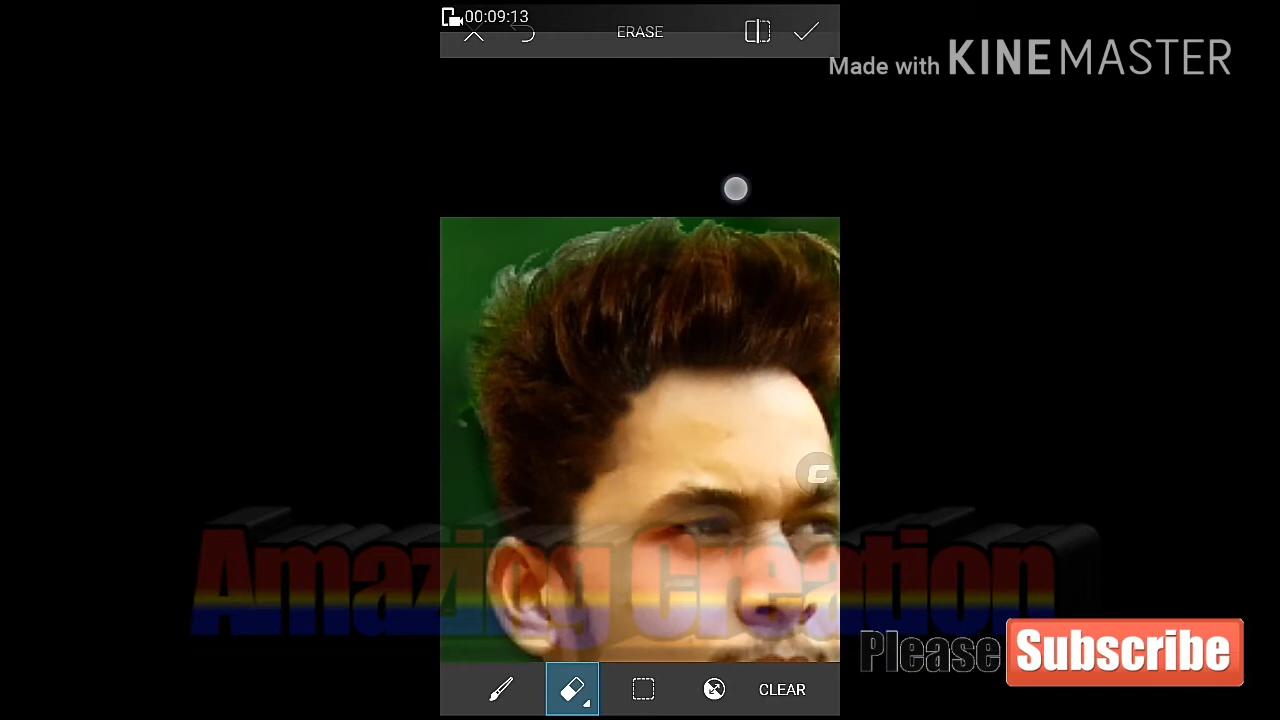 00:09:13
ERASE
Made with KINEMASTER
G
Amazing Creation
Please Subscribe
CLEAR